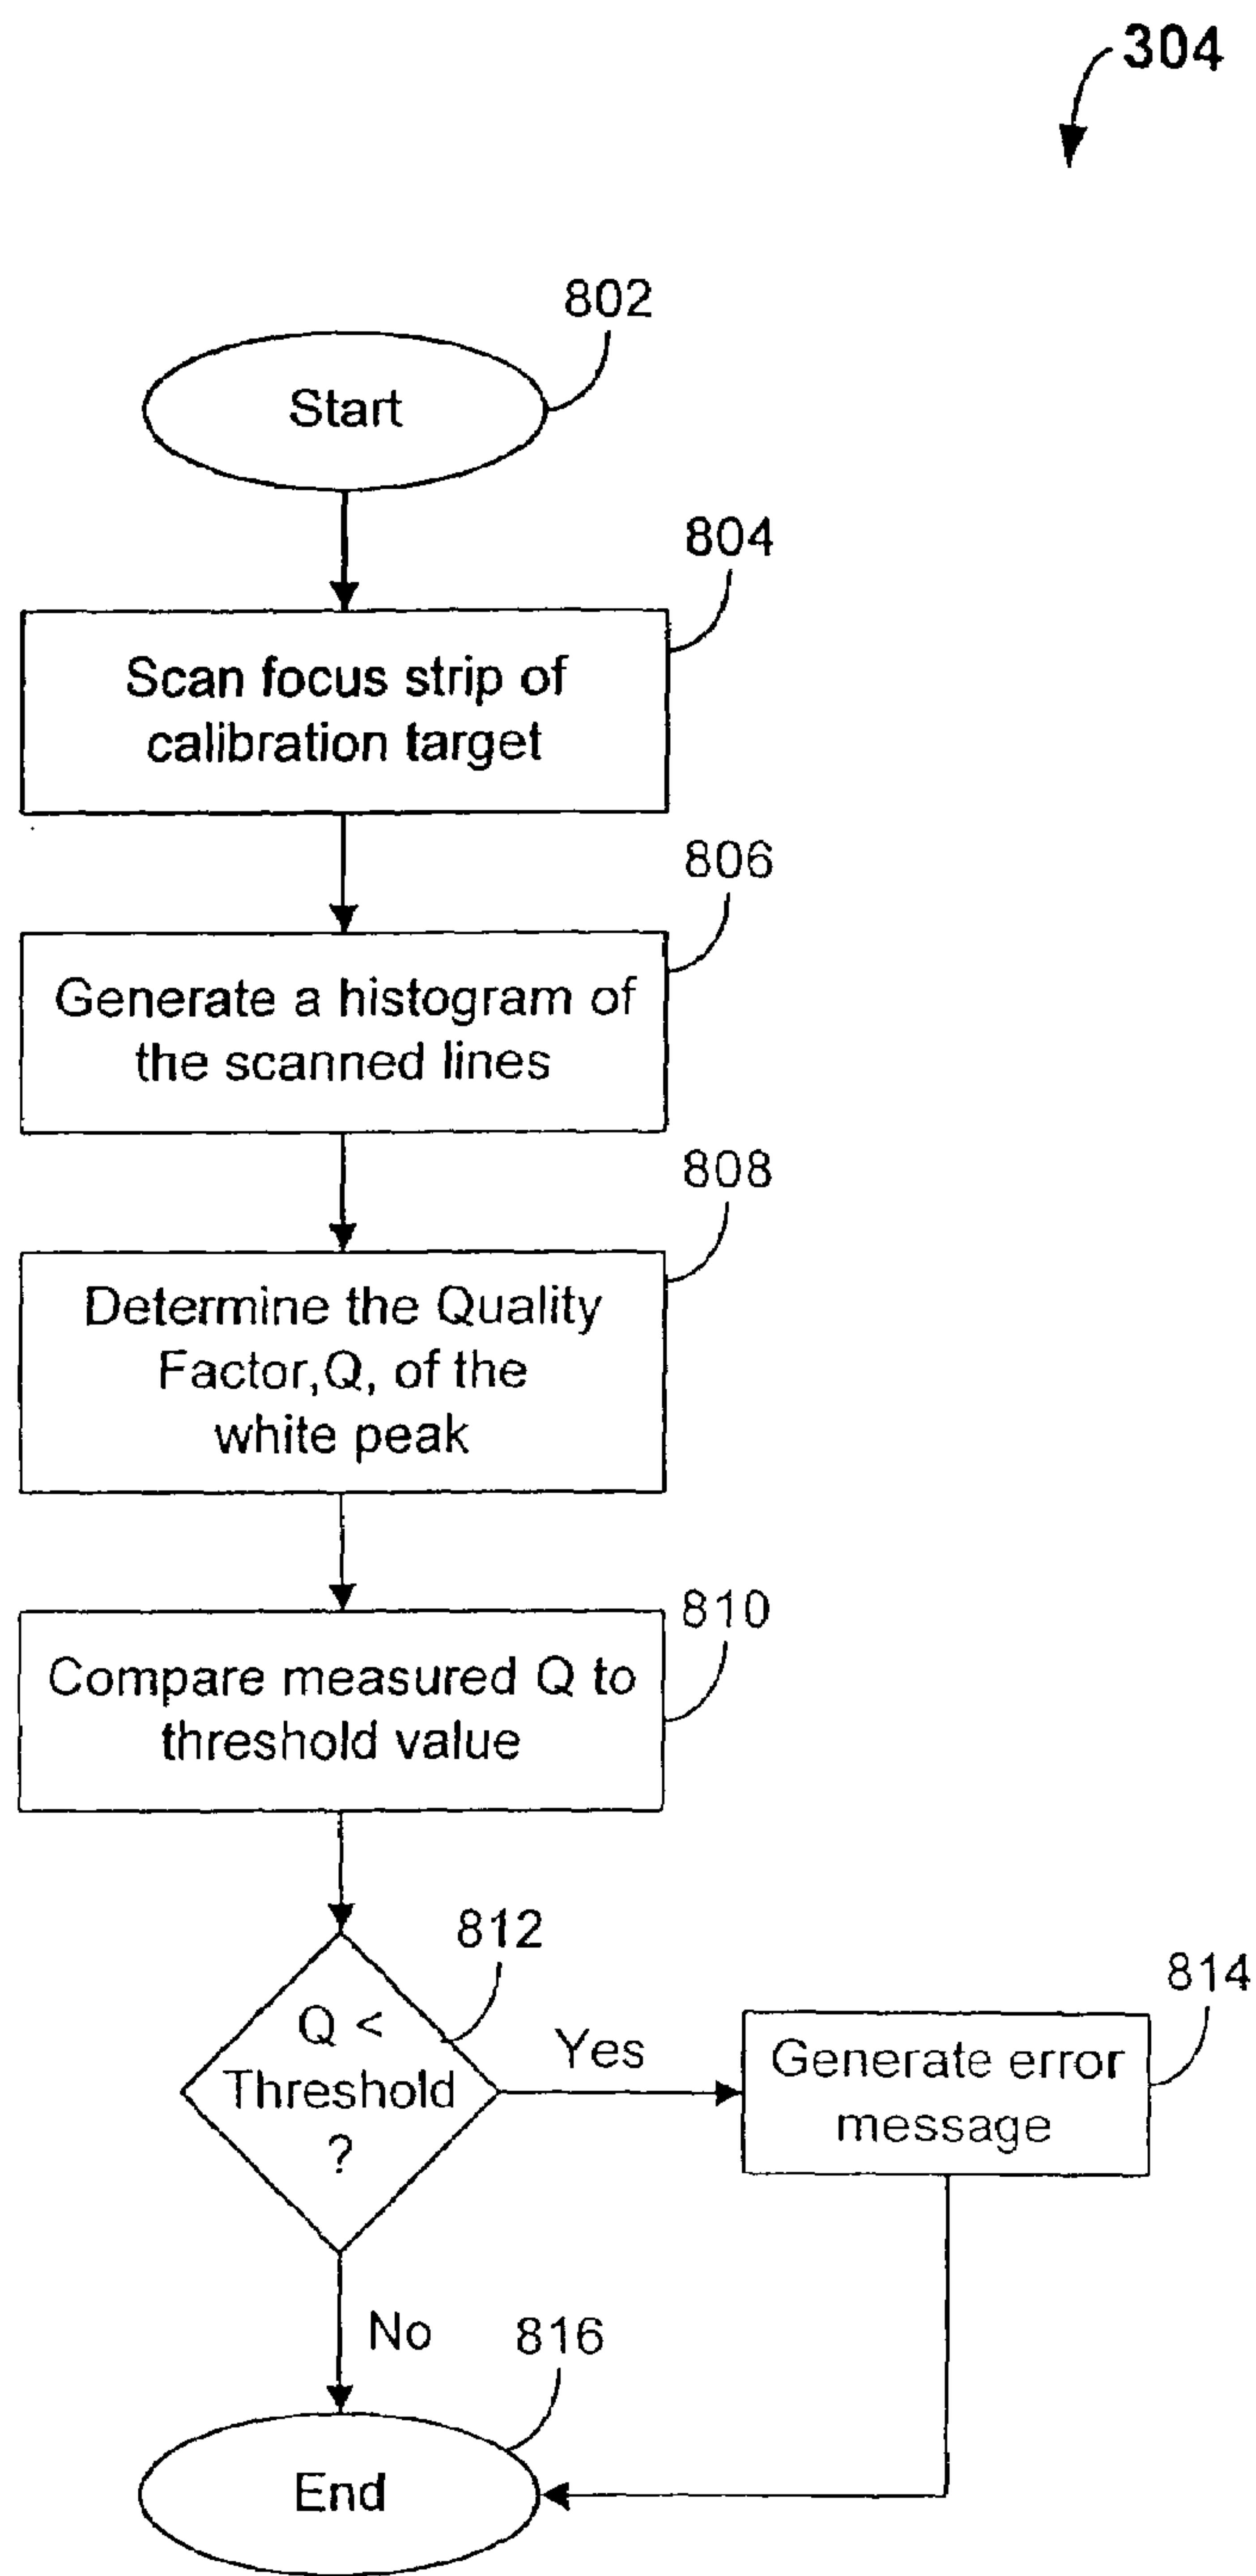 304
802
Start
804
Scan focus strip of
calibration target
806
Generate a histogram of
the scanned lines
808
Determine the Quality
Factor,Q, of the
white peak
810
Compare measured Q to
threshold value
812
Q <
Threshold
?
Yes
814
Generate error
message
No
816
End